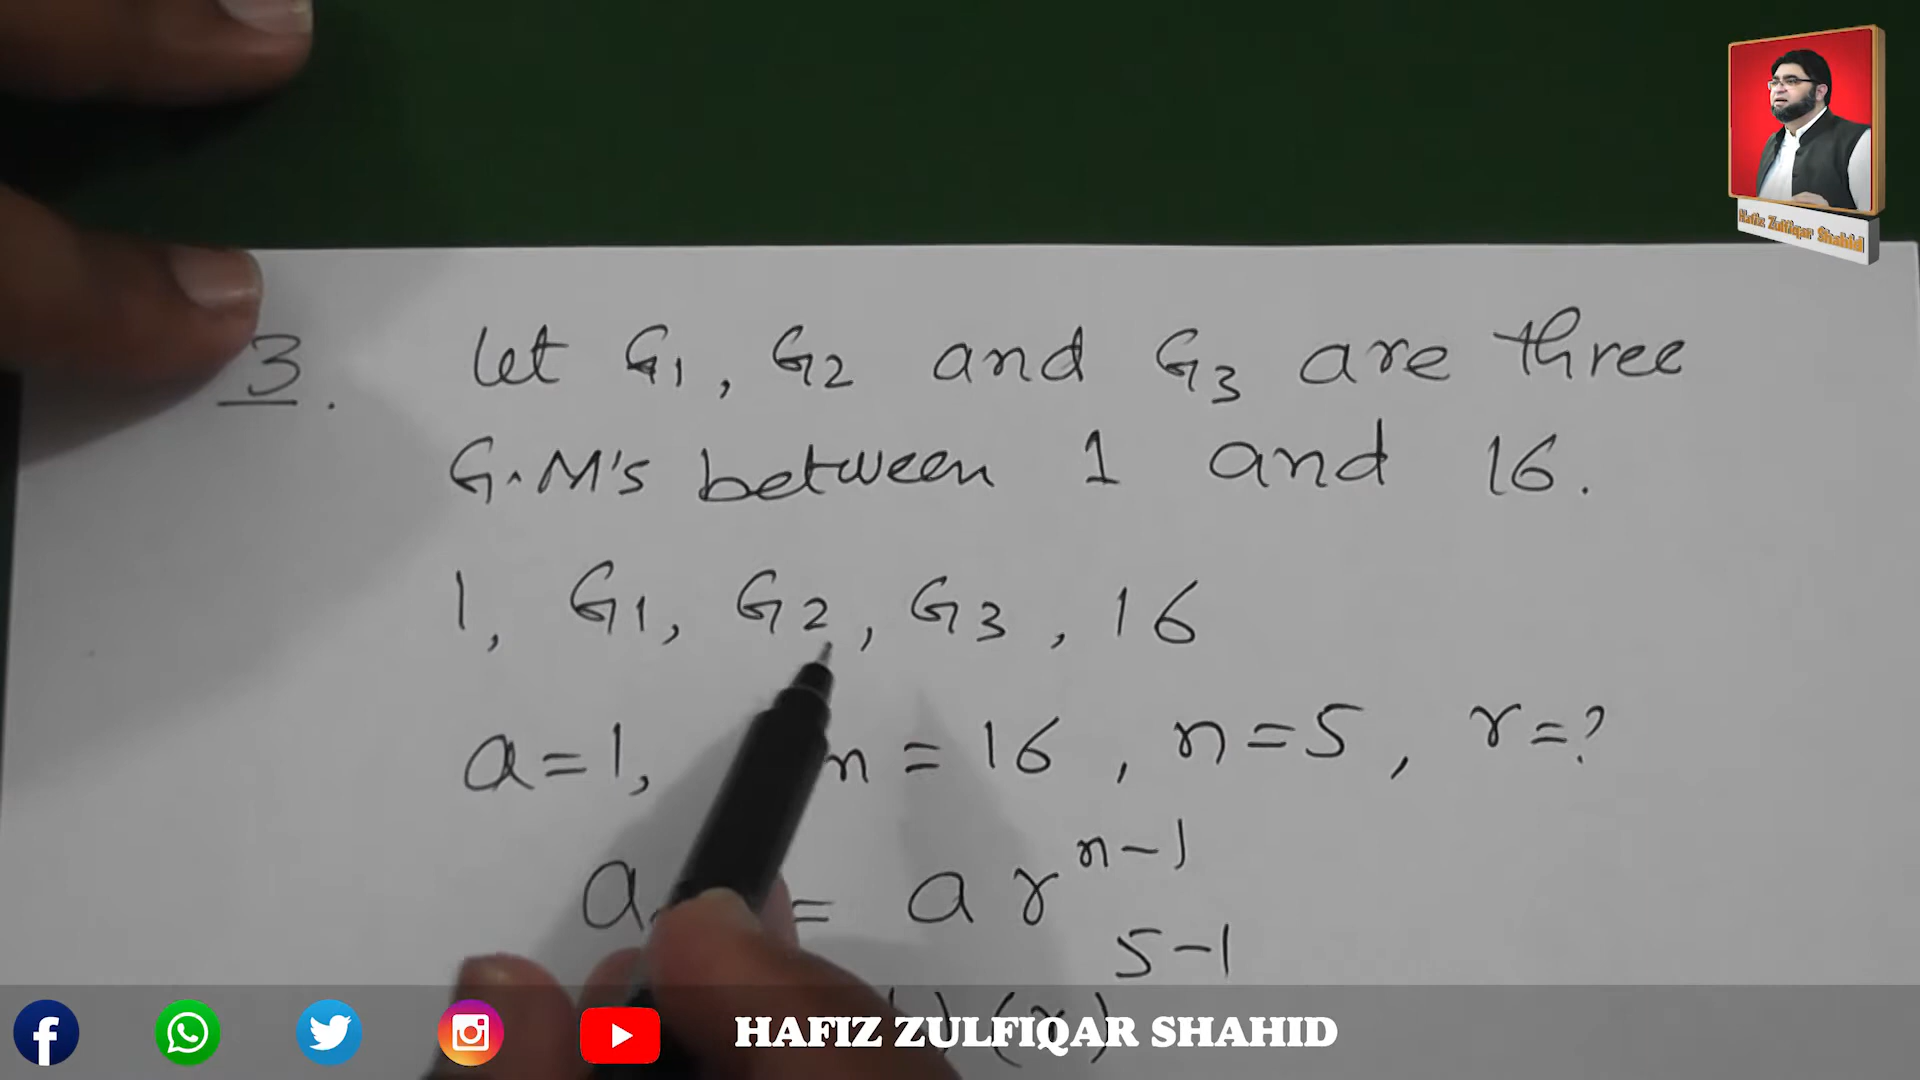 Hafiz Zulfiqar Shahid
3. Let G1, G2 and G3 are three
G.M's between 1 and 16.
1, G1, G2, G3, 16
a=1, n = 16, n=5, r=?
a = a r^n-1
5-1
) (r)
HAFIZ ZULFIQAR SHAHID